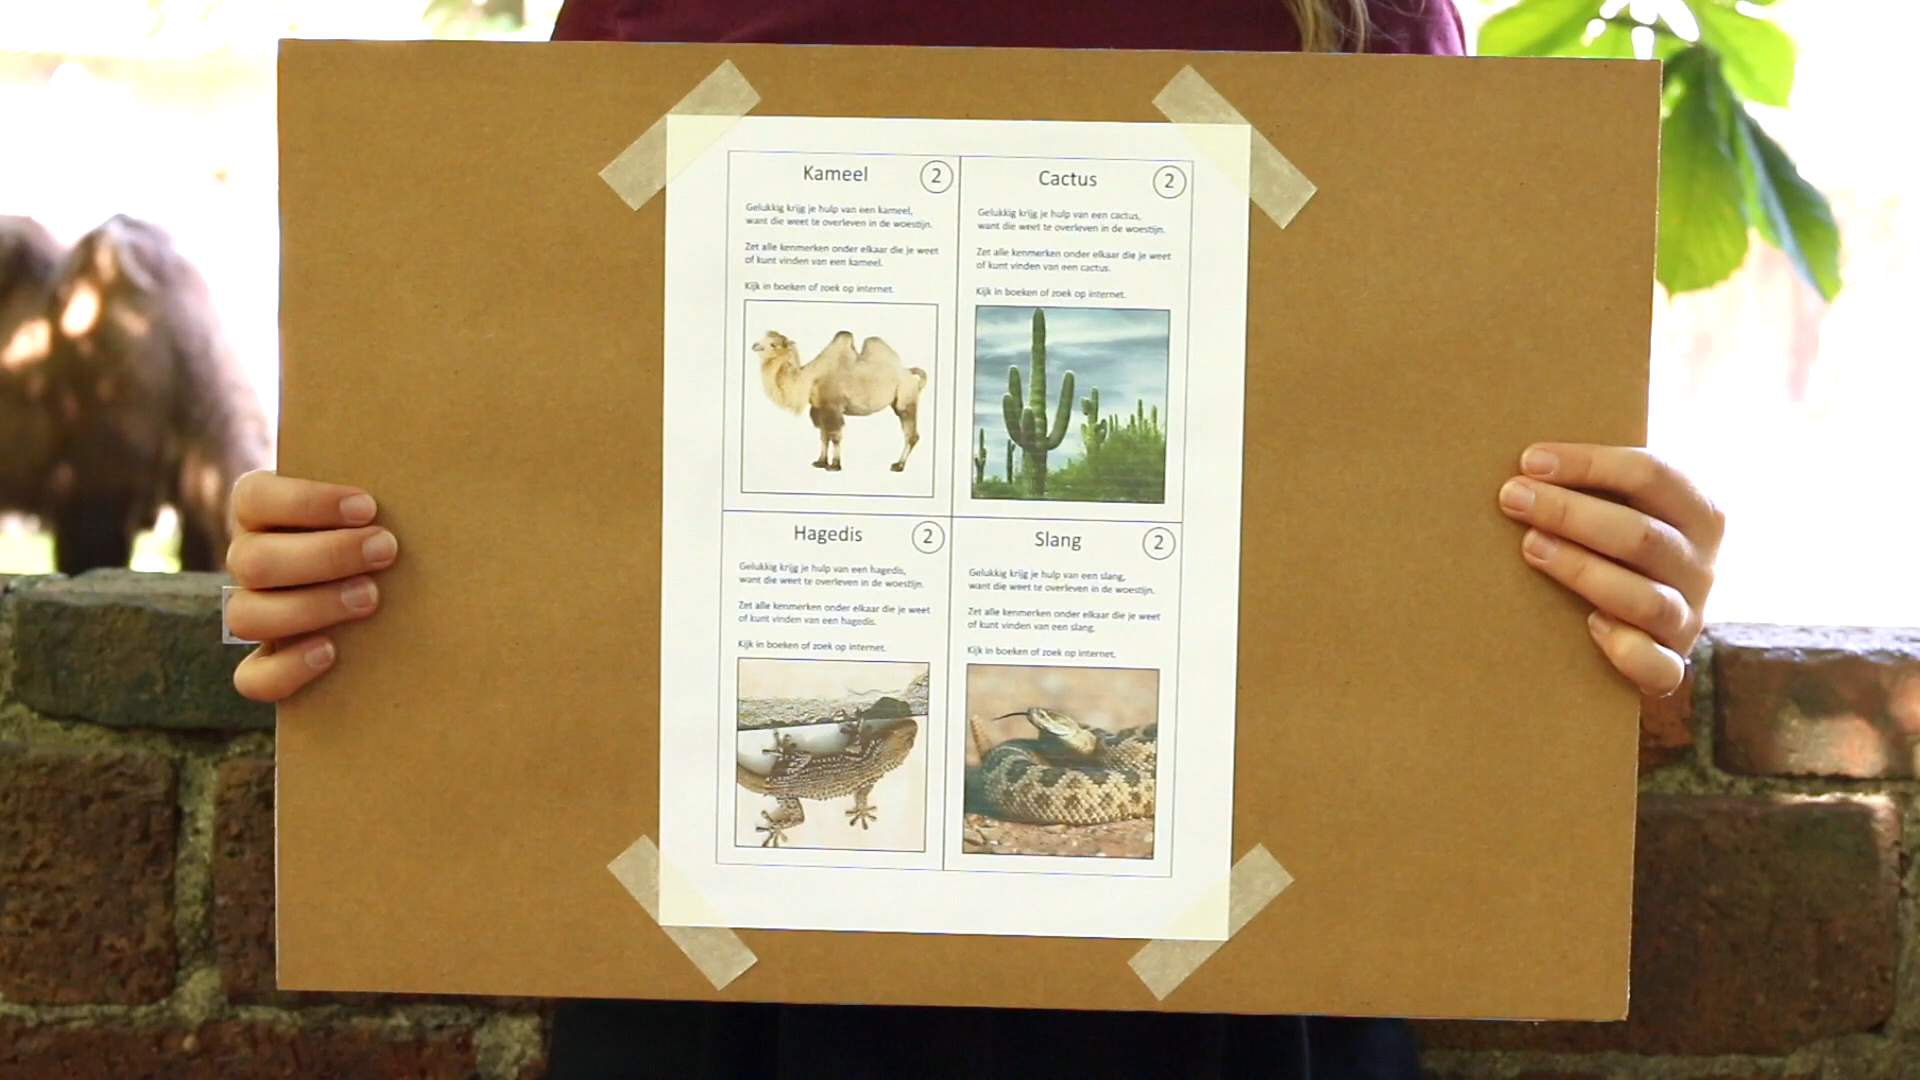 Kameel
2
Gelukkig krijg je hulp van een kameel,
want die weet te overleven in de woestijn.
Zet alle kenmerken onder elkaar die je weet
of kunt vinden van een kameel.
Kijk in boeken of zoek op internet.
Cactus
2
Gelukkig krijg je hulp van een cactus,
want die weet te overleven in de woestijn.
Zet alle kenmerken onder elkaar die je weet
of kunt vinden van een cactus.
Kijk in boeken of zoek op internet.
Hagedis
2
Gelukkig krijg je hulp van een hagedis,
want die weet te overleven in de woestijn.
Zet alle kenmerken onder elkaar die je weet
of kunt vinden van een hagedis.
Kijk in boeken of zoek op internet.
Slang
2
Gelukkig krijg je hulp van een slang,
want die weet te overleven in de woestijn.
Zet alle kenmerken onder elkaar die je weet
of kunt vinden van een slang.
Kijk in boeken of zoek op internet.